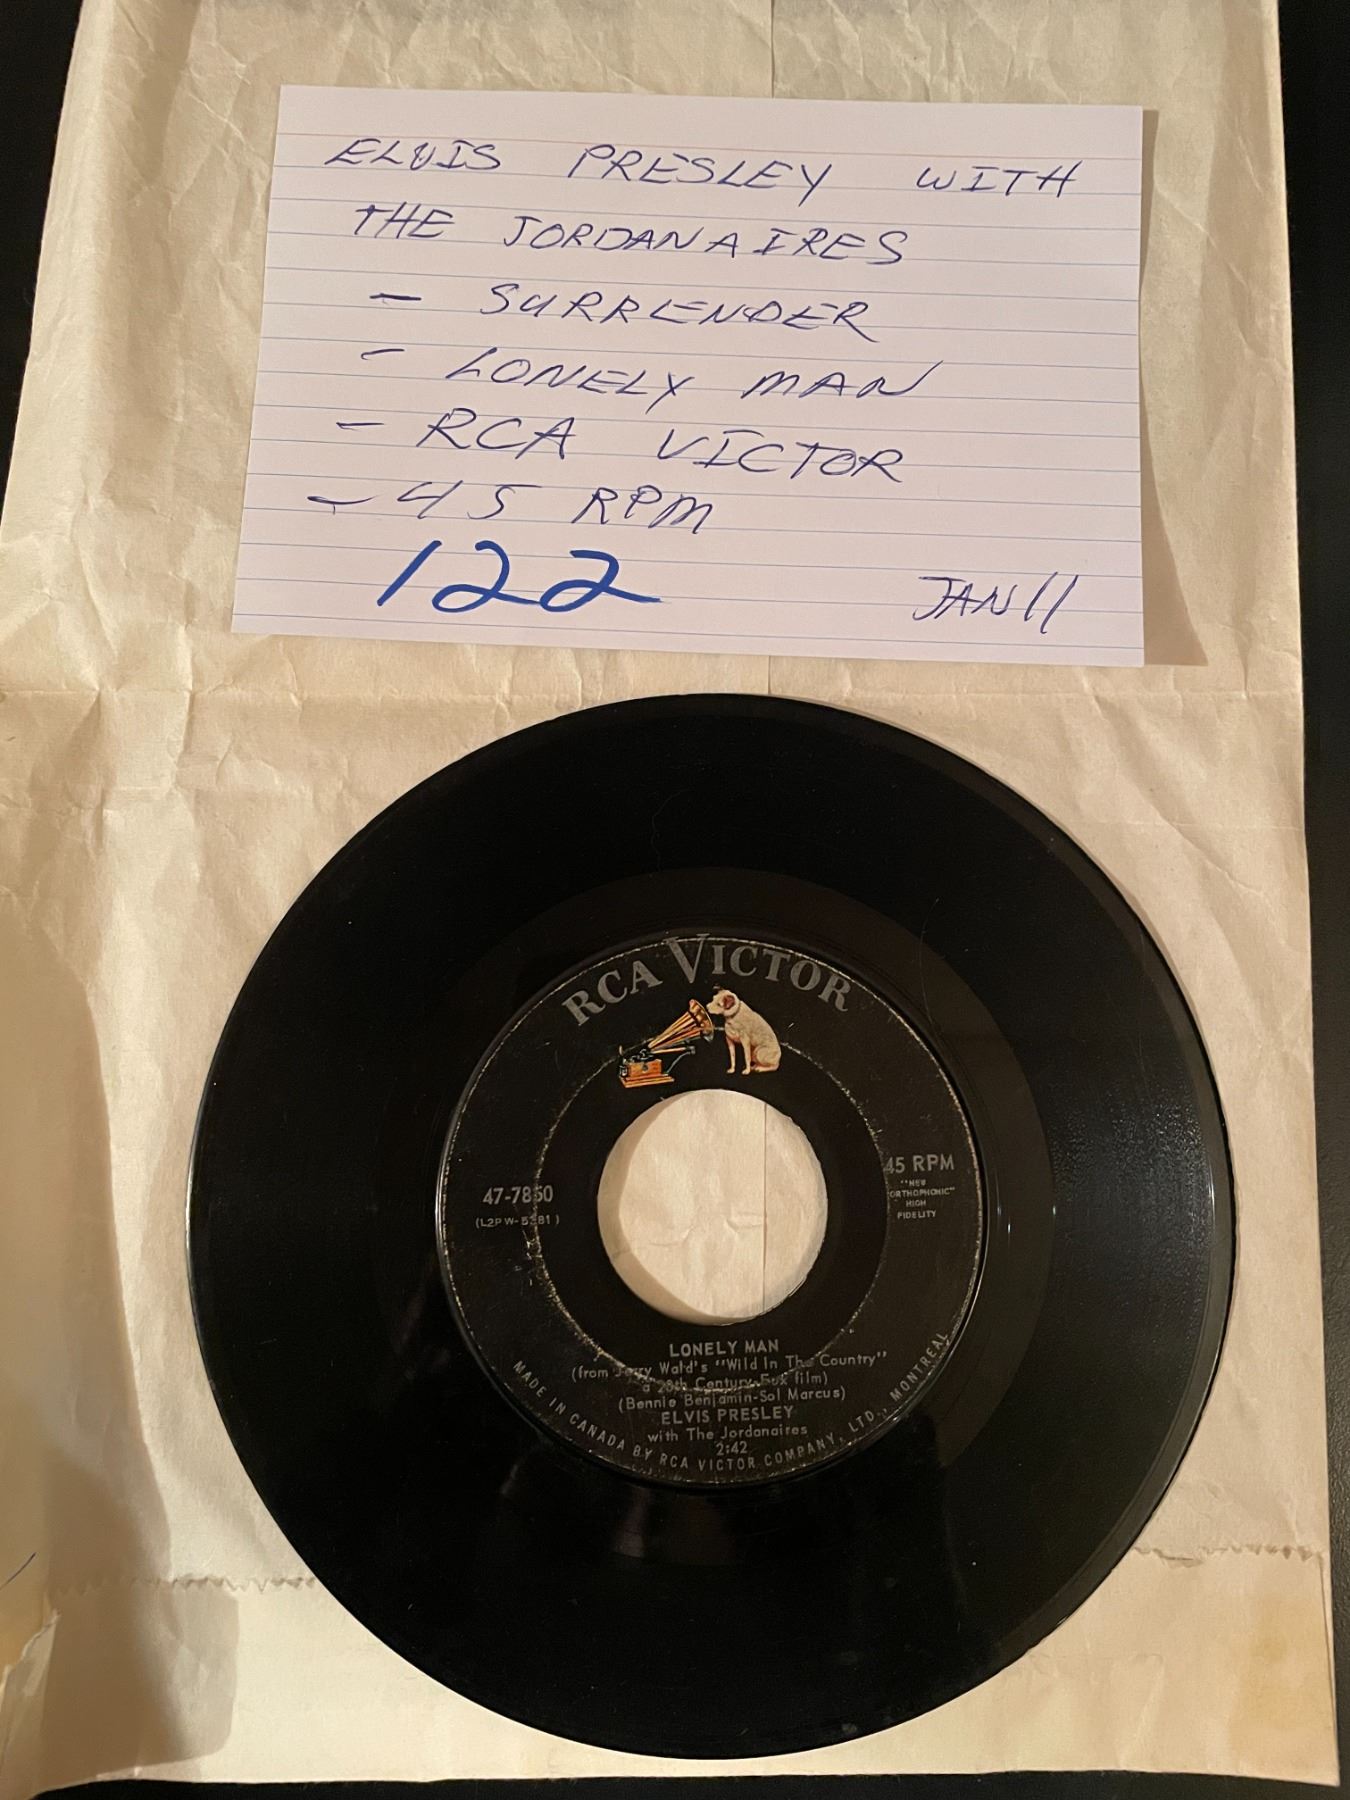 ELVIS PRESLEY WITH
THE JORDANAIRES
- SURRENDER
- LONELY MAN
- RCA VICTOR
- 45 RPM
122
JAN 11
RCA VICTOR
47-7850
(L2PW-5381)
45 RPM
"NEW
ORTHOPHONIC"
HIGH
FIDELITY
LONELY MAN
(from Jerry Wald's "Wild In The Country"
a 20th Century-Fox film)
(Bennie Benjamin-Sol Marcus)
ELVIS PRESLEY
with The Jordanaires
2:42
MADE IN CANADA BY RCA VICTOR COMPANY, LTD., MONTREAL